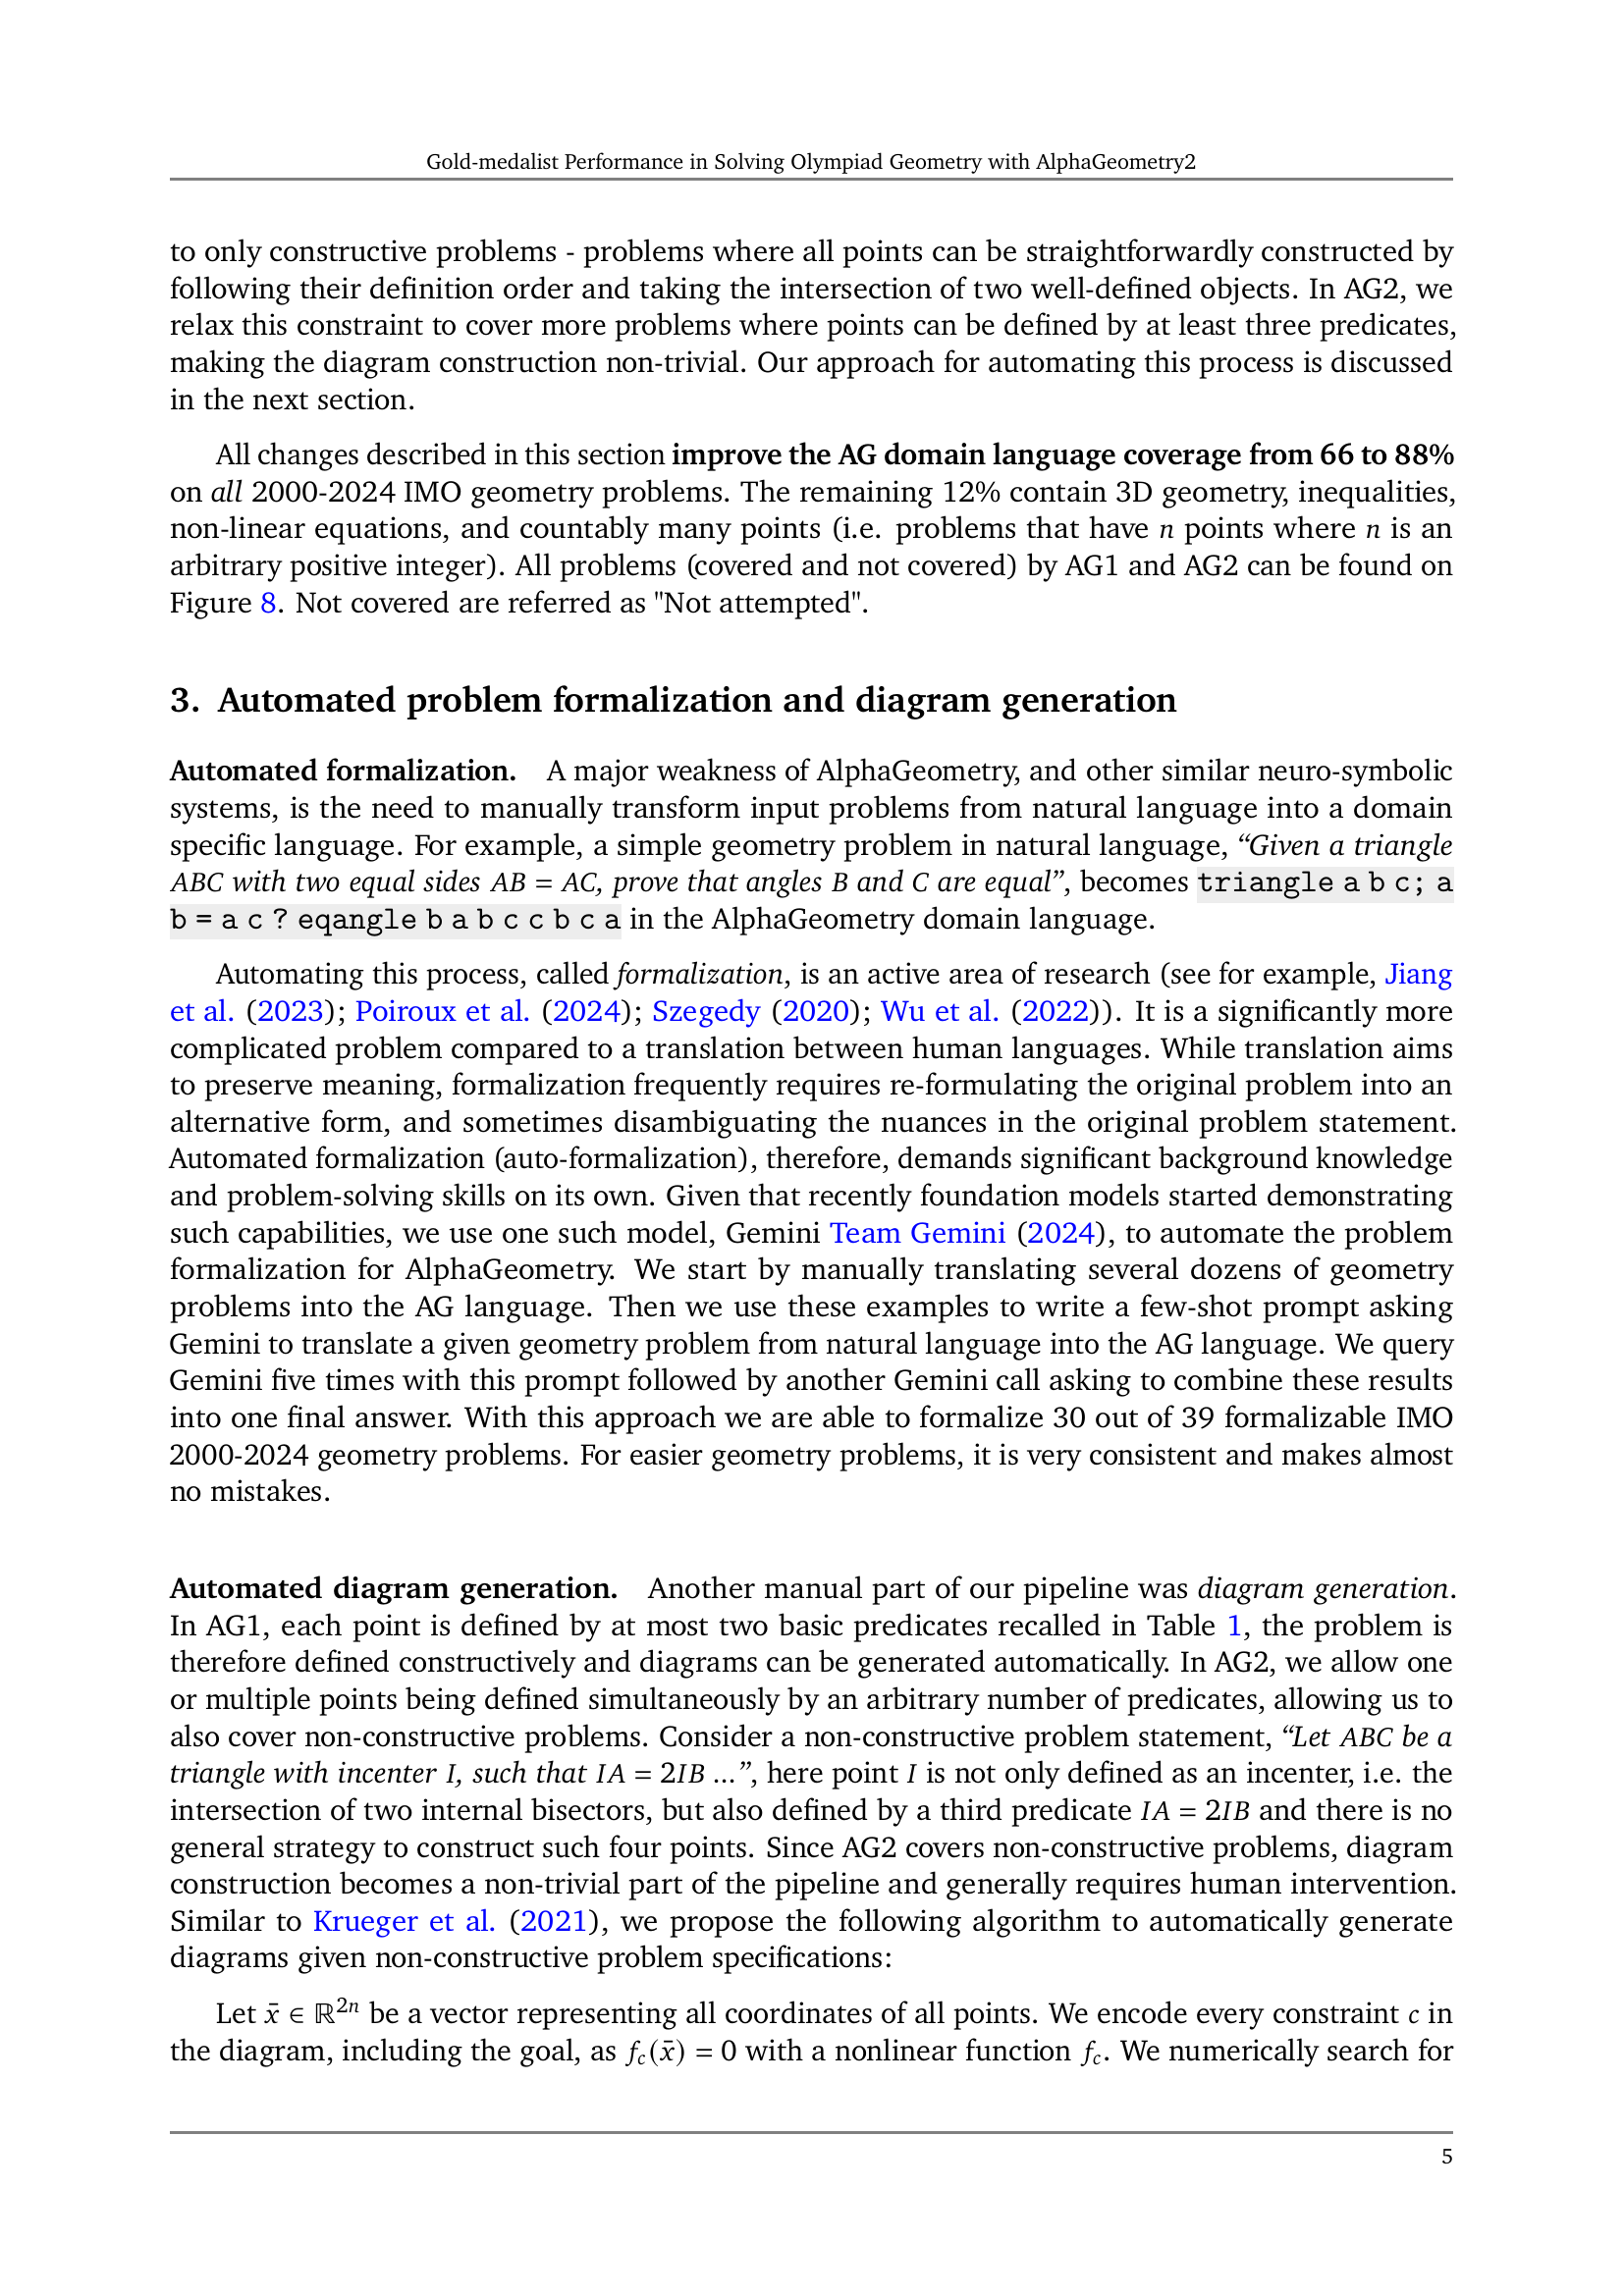 Gold-medalist Performance in Solving Olympiad Geometry with AlphaGeometry2
to only constructive problems - problems where all points can be straightforwardly constructed by
following their definition order and taking the intersection of two well-defined objects. In AG2, we
relax this constraint to cover more problems where points can be defined by at least three predicates,
making the diagram construction non-trivial. Our approach for automating this process is discussed
in the next section.
All changes described in this section improve the AG domain language coverage from 66 to 88%
on all 2000-2024 IMO geometry problems. The remaining 12% contain 3D geometry, inequalities,
non-linear equations, and countably many points (i.e. problems that have n points where n is an
arbitrary positive integer). All problems (covered and not covered) by AG1 and AG2 can be found on
Figure 8. Not covered are referred as "Not attempted".
3. Automated problem formalization and diagram generation
Automated formalization. A major weakness of AlphaGeometry, and other similar neuro-symbolic
systems, is the need to manually transform input problems from natural language into a domain
specific language. For example, a simple geometry problem in natural language, “Given a triangle
ABC with two equal sides AB = AC, prove that angles B and C are equal”, becomes triangle a b c; a
b = a c ? eqangle b a b c c b c a in the AlphaGeometry domain language.
Automating this process, called formalization, is an active area of research (see for example, Jiang
et al. (2023); Poiroux et al. (2024); Szegedy (2020); Wu et al. (2022)). It is a significantly more
complicated problem compared to a translation between human languages. While translation aims
to preserve meaning, formalization frequently requires re-formulating the original problem into an
alternative form, and sometimes disambiguating the nuances in the original problem statement.
Automated formalization (auto-formalization), therefore, demands significant background knowledge
and problem-solving skills on its own. Given that recently foundation models started demonstrating
such capabilities, we use one such model, Gemini Team Gemini (2024), to automate the problem
formalization for AlphaGeometry. We start by manually translating several dozens of geometry
problems into the AG language. Then we use these examples to write a few-shot prompt asking
Gemini to translate a given geometry problem from natural language into the AG language. We query
Gemini five times with this prompt followed by another Gemini call asking to combine these results
into one final answer. With this approach we are able to formalize 30 out of 39 formalizable IMO
2000-2024 geometry problems. For easier geometry problems, it is very consistent and makes almost
no mistakes.
Automated diagram generation. Another manual part of our pipeline was diagram generation.
In AG1, each point is defined by at most two basic predicates recalled in Table 1, the problem is
therefore defined constructively and diagrams can be generated automatically. In AG2, we allow one
or multiple points being defined simultaneously by an arbitrary number of predicates, allowing us to
also cover non-constructive problems. Consider a non-constructive problem statement, “Let ABC be a
triangle with incenter I, such that IA = 2IB ...”, here point I is not only defined as an incenter, i.e. the
intersection of two internal bisectors, but also defined by a third predicate IA = 2IB and there is no
general strategy to construct such four points. Since AG2 covers non-constructive problems, diagram
construction becomes a non-trivial part of the pipeline and generally requires human intervention.
Similar to Krueger et al. (2021), we propose the following algorithm to automatically generate
diagrams given non-constructive problem specifications:
Let x̄ ∈ ℝ²ⁿ be a vector representing all coordinates of all points. We encode every constraint c in
the diagram, including the goal, as f_c(x̄) = 0 with a nonlinear function f_c. We numerically search for
5